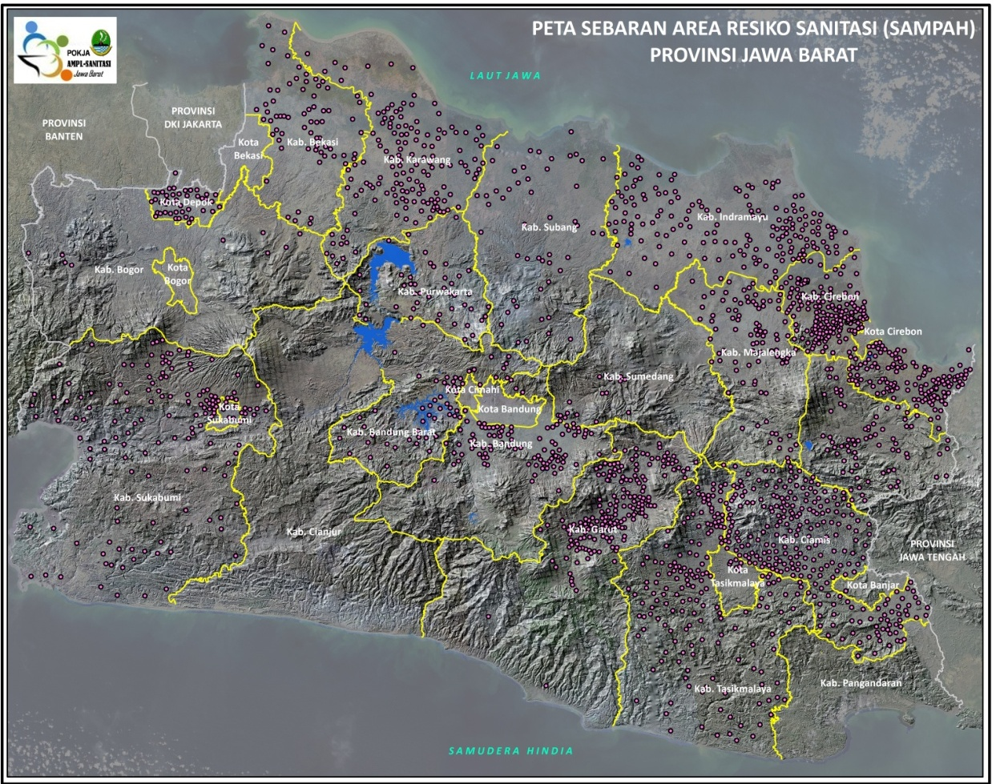 PETA SEBARAN AREA RESIKO SANITASI (SAMPAH)
PROVINSI JAWA BARAT
POKJA
AMPL-SANITASI
Jawa Barat
LAUT JAWA
PROVINSI
BANTEN
PROVINSI
DKI JAKARTA
Kota
Bekasi
Kab. Bekasi
Kab. Karawang
Kota Depok
Kab. Subang
Kab. Indramayu
Kab. Bogor
Kota
Bogor
Kab. Purwakarta
Kab. Cirebon
Kota Cirebon
Kab. Majalengka
Kab. Sumedang
Kota Cimahi
Kota Bandung
Kota
Sukabumi
Kab. Bandung Barat
Kab. Bandung
Kab. Sukabumi
Kab. Cianjur
Kab. Garut
Kab. Ciamis
PROVINSI
JAWA TENGAH
Kota
Tasikmalaya
Kota Banjar
Kab. Tasikmalaya
Kab. Pangandaran
SAMUDERA HINDIA